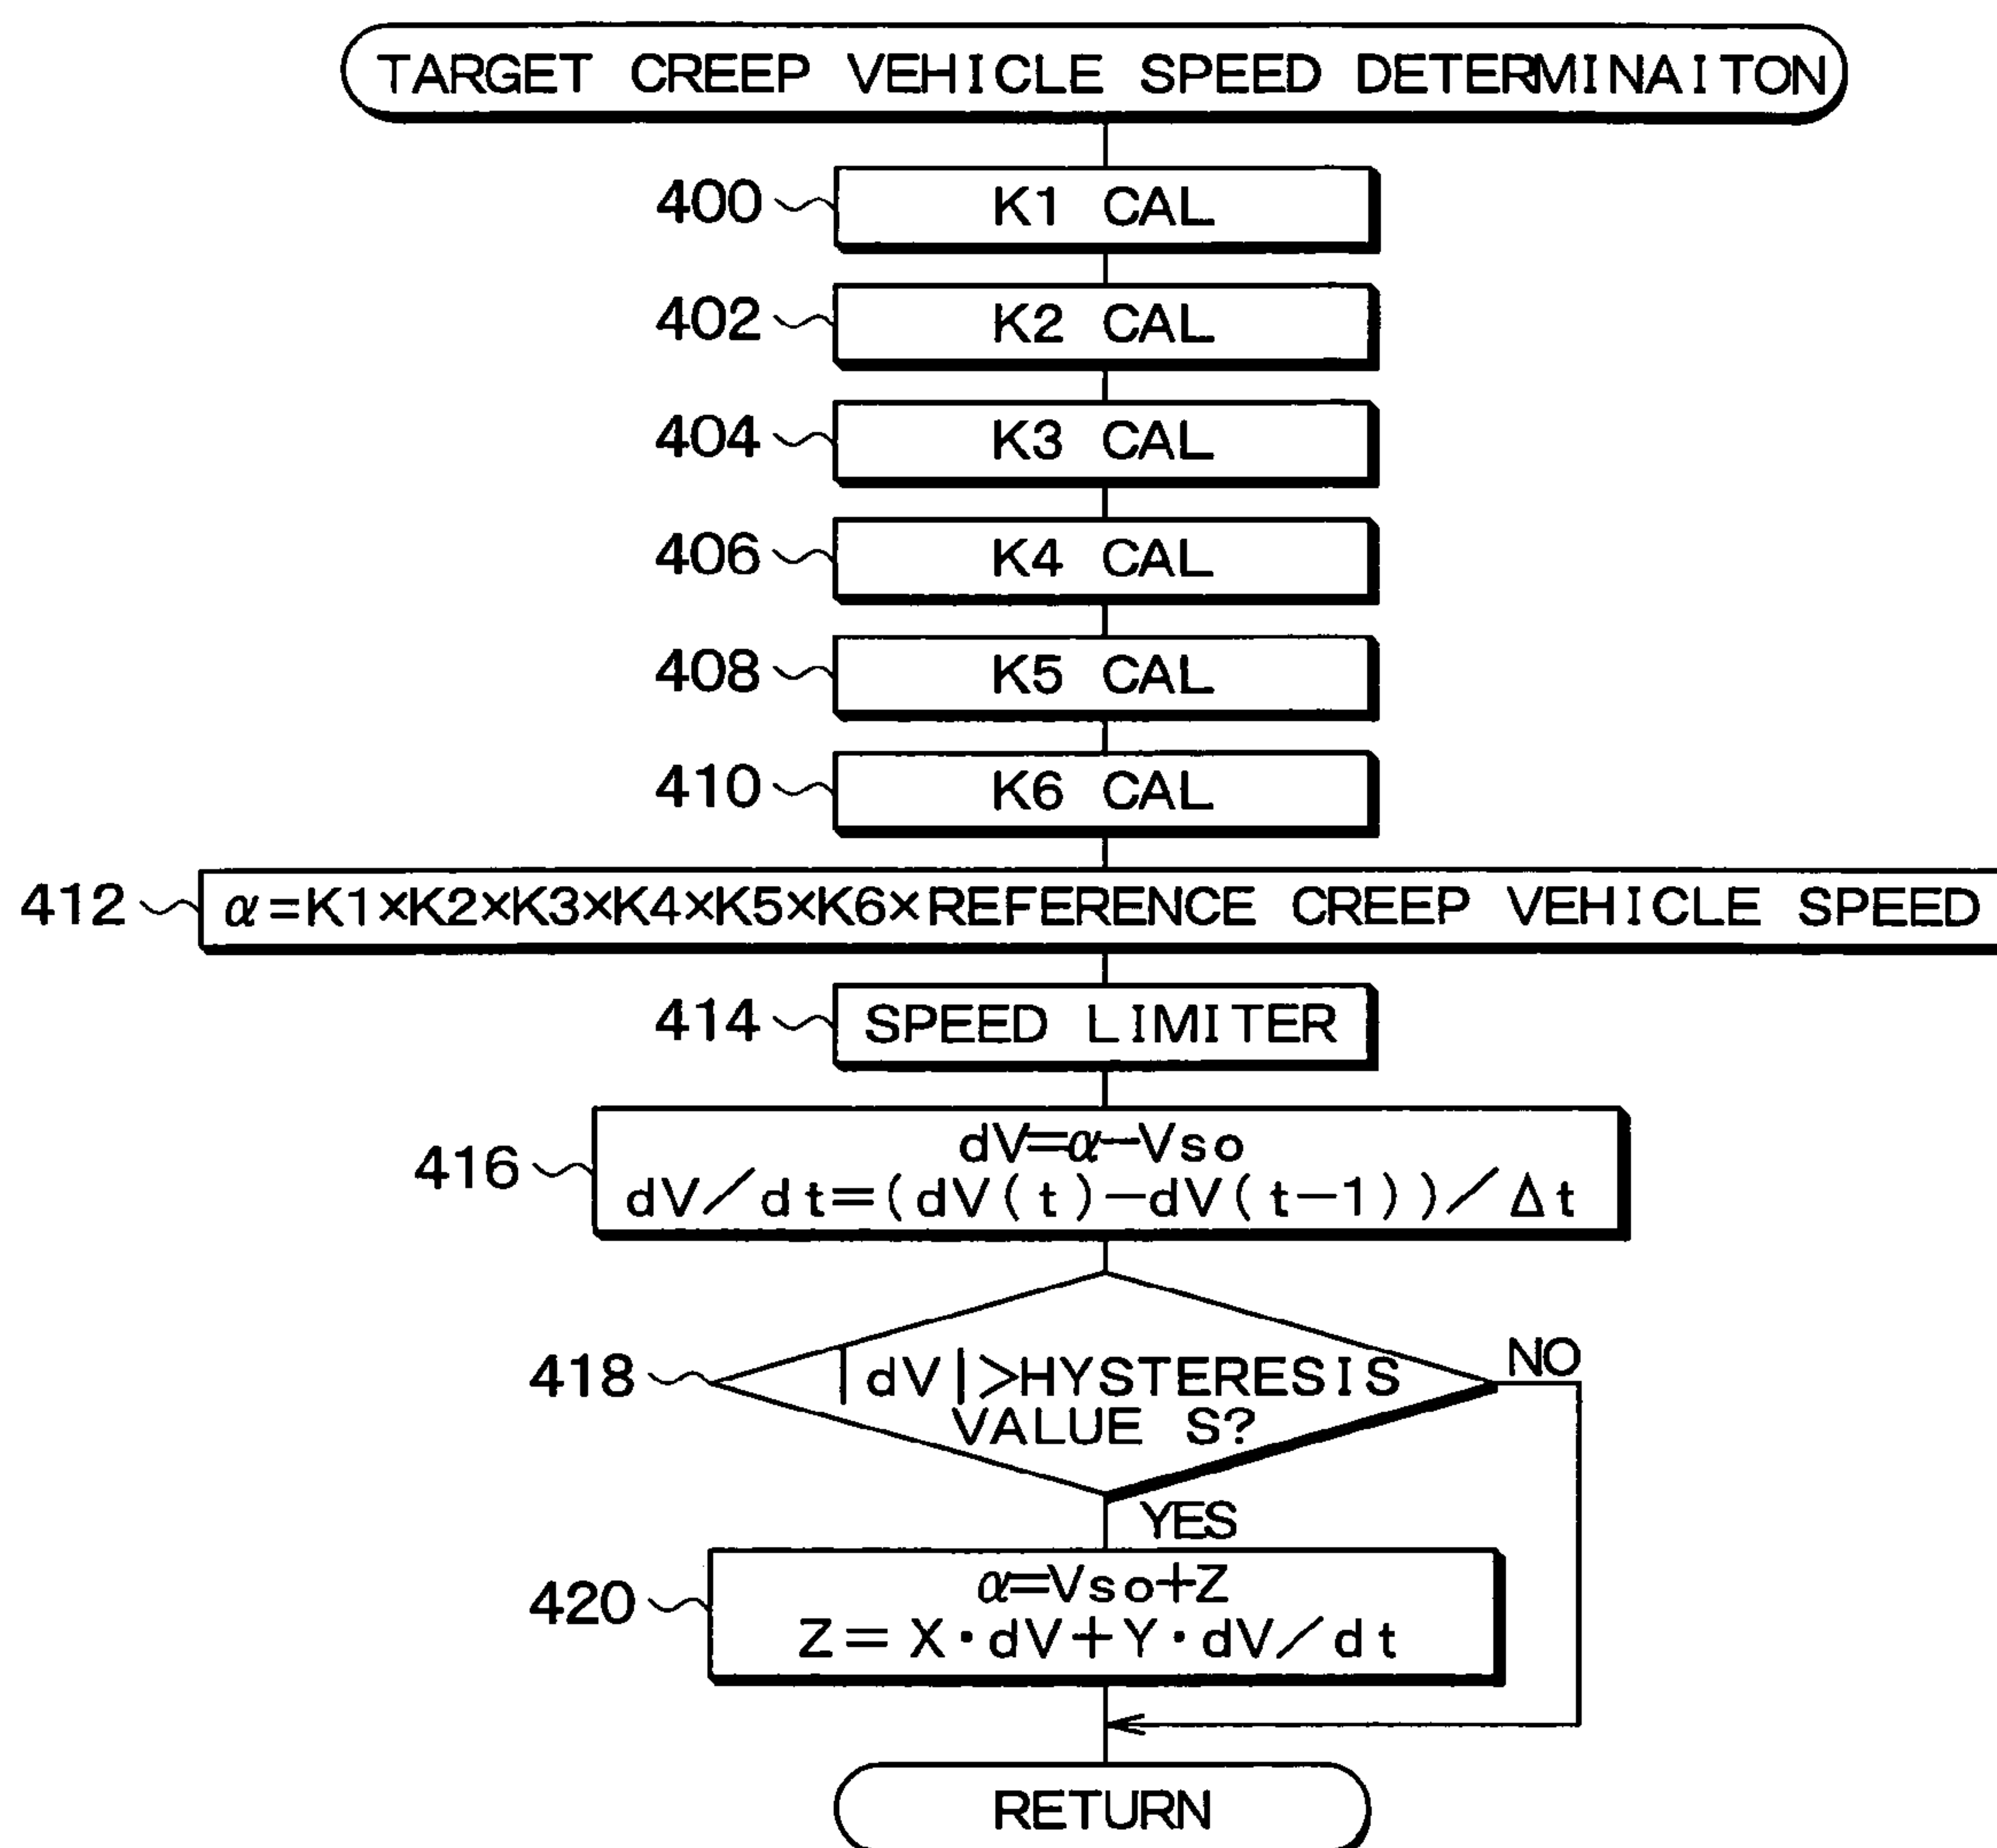 TARGET CREEP VEHICLE SPEED DETERMINAITON
400 K1 CAL
402 K2 CAL
404 K3 CAL
406 K4 CAL
408 K5 CAL
410 K6 CAL
412 α=K1×K2×K3×K4×K5×K6×REFERENCE CREEP VEHICLE SPEED
414 SPEED LIMITER
416
dV=α-Vso
dV/dt=(dV(t)-dV(t-1))/Δt
418
|dV|>HYSTERESIS
VALUE S?
NO
YES
420
α=Vso+Z
Z=X·dV+Y·dV/dt
RETURN